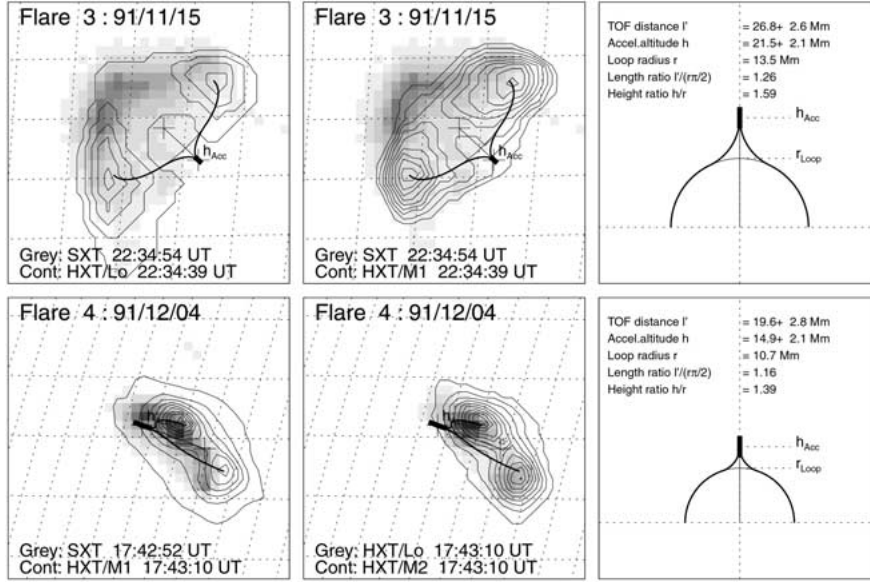 Flare 3 : 91/11/15
hAcc
Grey: SXT 22:34:54 UT
Cont: HXT/Lo 22:34:39 UT
Flare 3 : 91/11/15
hAcc
Grey: SXT 22:34:54 UT
Cont: HXT/M1 22:34:39 UT
TOF distance l' = 26.8+ 2.6 Mm
Accel.altitude h = 21.5+ 2.1 Mm
Loop radius r = 13.5 Mm
Length ratio l'/(rπ/2) = 1.26
Height ratio h/r = 1.59
hAcc
rLoop
Flare 4 : 91/12/04
h
Grey: SXT 17:42:52 UT
Cont: HXT/M1 17:43:10 UT
Flare 4 : 91/12/04
h
Grey: HXT/Lo 17:43:10 UT
Cont: HXT/M2 17:43:10 UT
TOF distance l' = 19.6+ 2.8 Mm
Accel.altitude h = 14.9+ 2.1 Mm
Loop radius r = 10.7 Mm
Length ratio l'/(rπ/2) = 1.16
Height ratio h/r = 1.39
hAcc
rLoop